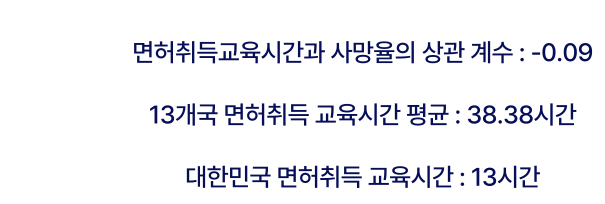 면허취득교육시간과 사망율의 상관 계수 : -0.09
13개국 면허취득 교육시간 평균 : 38.38시간
대한민국 면허취득 교육시간 : 13시간